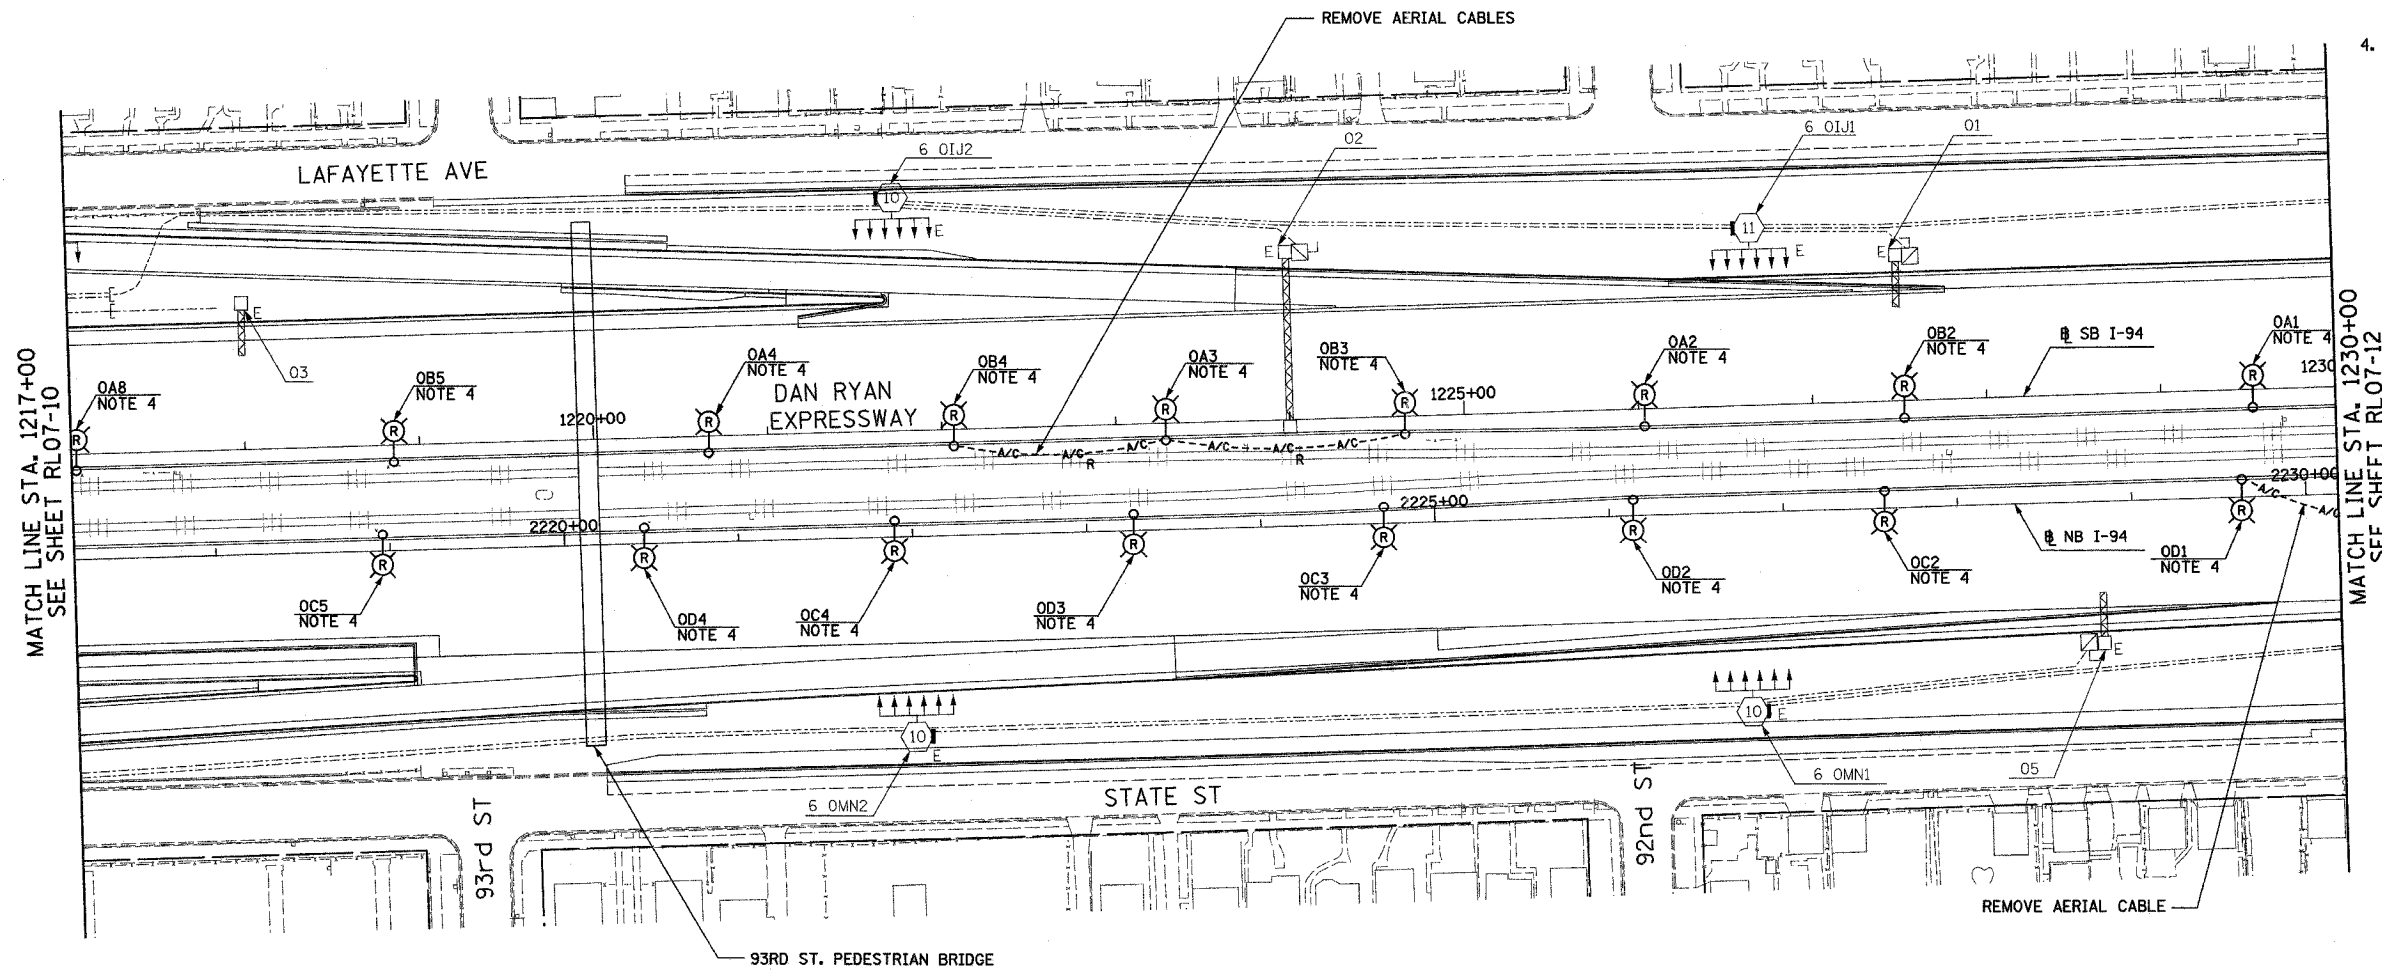 REMOVE AERIAL CABLES
4.
LAFAYETTE AVE
6 0IJ2
02
6 0IJ1
01
10
E
11
E
E
E
E
03
MATCH LINE STA. 1217+00
SEE SHEET RL07-10
0A8
NOTE 4
0B5
NOTE 4
1220+00
0A4
NOTE 4
DAN RYAN
EXPRESSWAY
0B4
NOTE 4
0A3
NOTE 4
0B3
NOTE 4
1225+00
0A2
NOTE 4
0B2
NOTE 4
SB I-94
0A1
NOTE 4
1230
MATCH LINE STA. 1230+00
SEE SHEET RL07-12
R
R
R
R
R
R
R
R
R
A/C
A/C
A/C
A/C
A/C
A/C
R
R
2220+00
2225+00
2230+00
A/C
A/C
R
R
R
R
R
R
R
R
NB I-94
0C5
NOTE 4
0D4
NOTE 4
0C4
NOTE 4
0D3
NOTE 4
0C3
NOTE 4
0D2
NOTE 4
0C2
NOTE 4
0D1
NOTE 4
E
10
E
10
E
6 0MN2
6 0MN1
05
STATE ST
93rd ST
92nd ST
REMOVE AERIAL CABLE
93RD ST. PEDESTRIAN BRIDGE